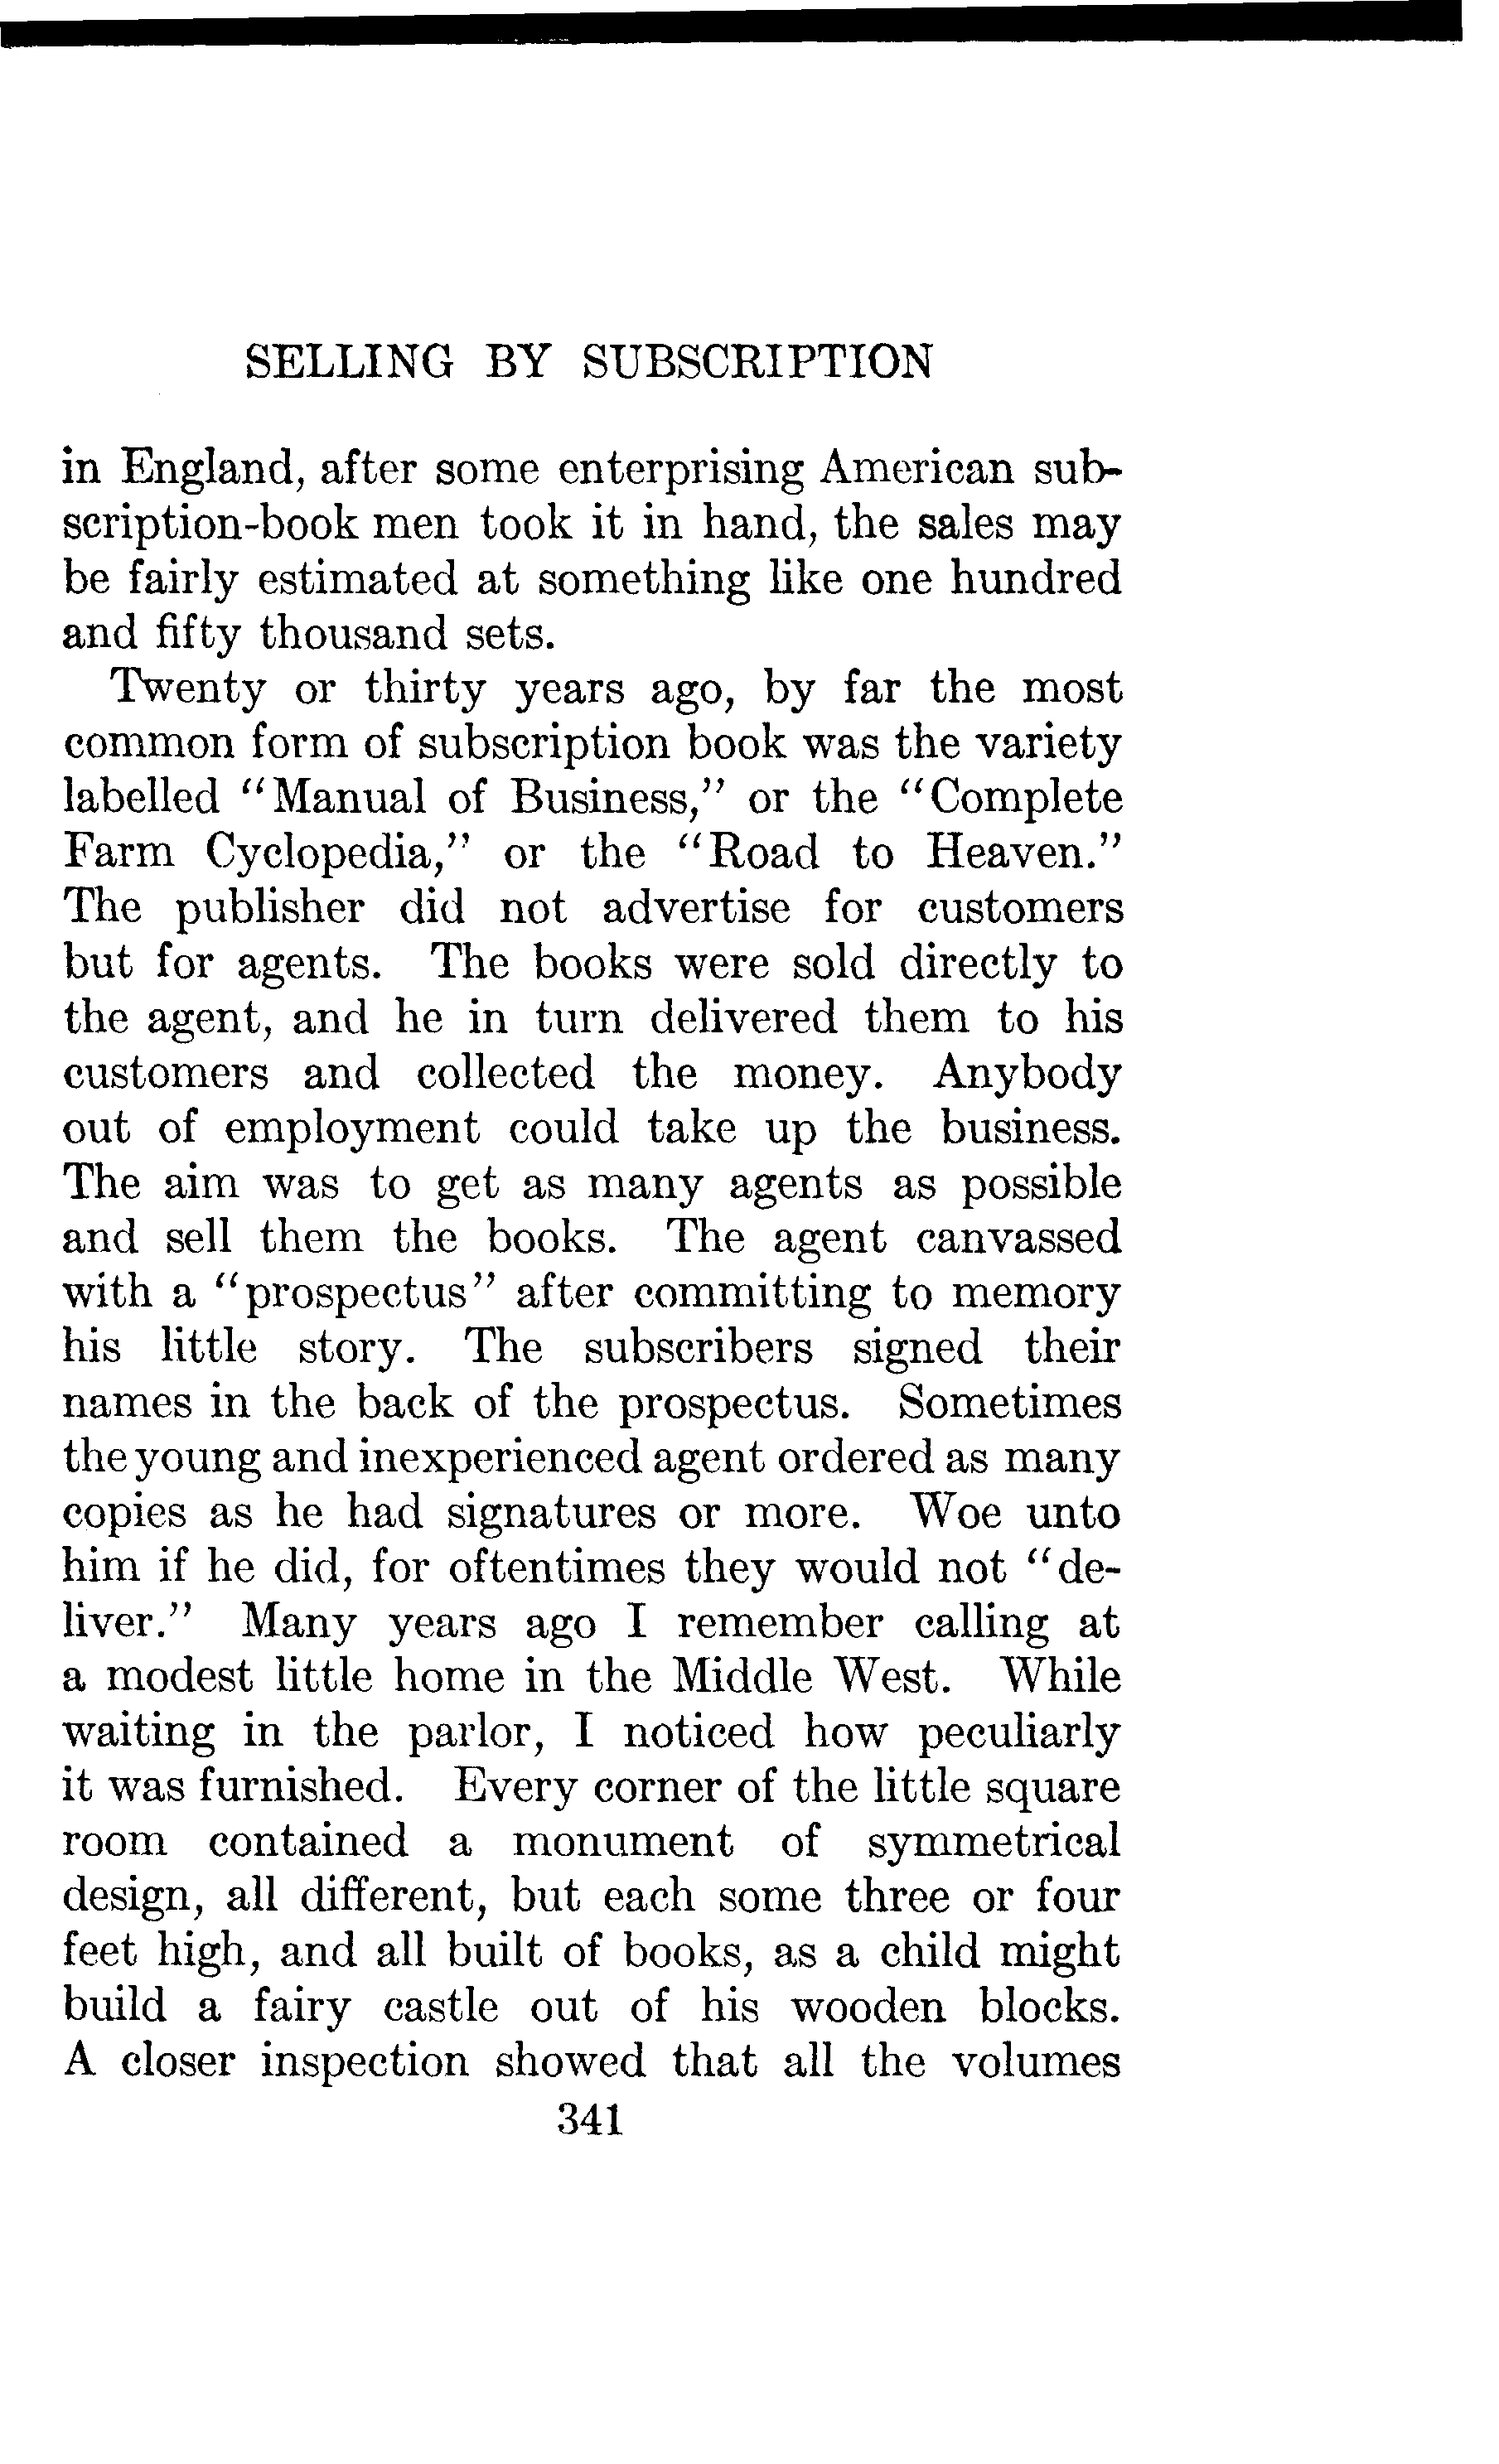 SELLING BY SUBSCRIPTION
in England, after some enterprising American sub-
scription-book men took it in hand, the sales may
be fairly estimated at something like one hundred
and fifty thousand sets.
Twenty or thirty years ago, by far the most
common form of subscription book was the variety
labelled "Manual of Business," or the "Complete
Farm Cyclopedia," or the "Road to Heaven."
The publisher did not advertise for customers
but for agents. The books were sold directly to
the agent, and he in turn delivered them to his
customers and collected the money. Anybody
out of employment could take up the business.
The aim was to get as many agents as possible
and sell them the books. The agent canvassed
with a "prospectus" after committing to memory
his little story. The subscribers signed their
names in the back of the prospectus. Sometimes
the young and inexperienced agent ordered as many
copies as he had signatures or more. Woe unto
him if he did, for oftentimes they would not "de-
liver." Many years ago I remember calling at
a modest little home in the Middle West. While
waiting in the parlor, I noticed how peculiarly
it was furnished. Every corner of the little square
room contained a monument of symmetrical
design, all different, but each some three or four
feet high, and all built of books, as a child might
build a fairy castle out of his wooden blocks.
A closer inspection showed that all the volumes
341